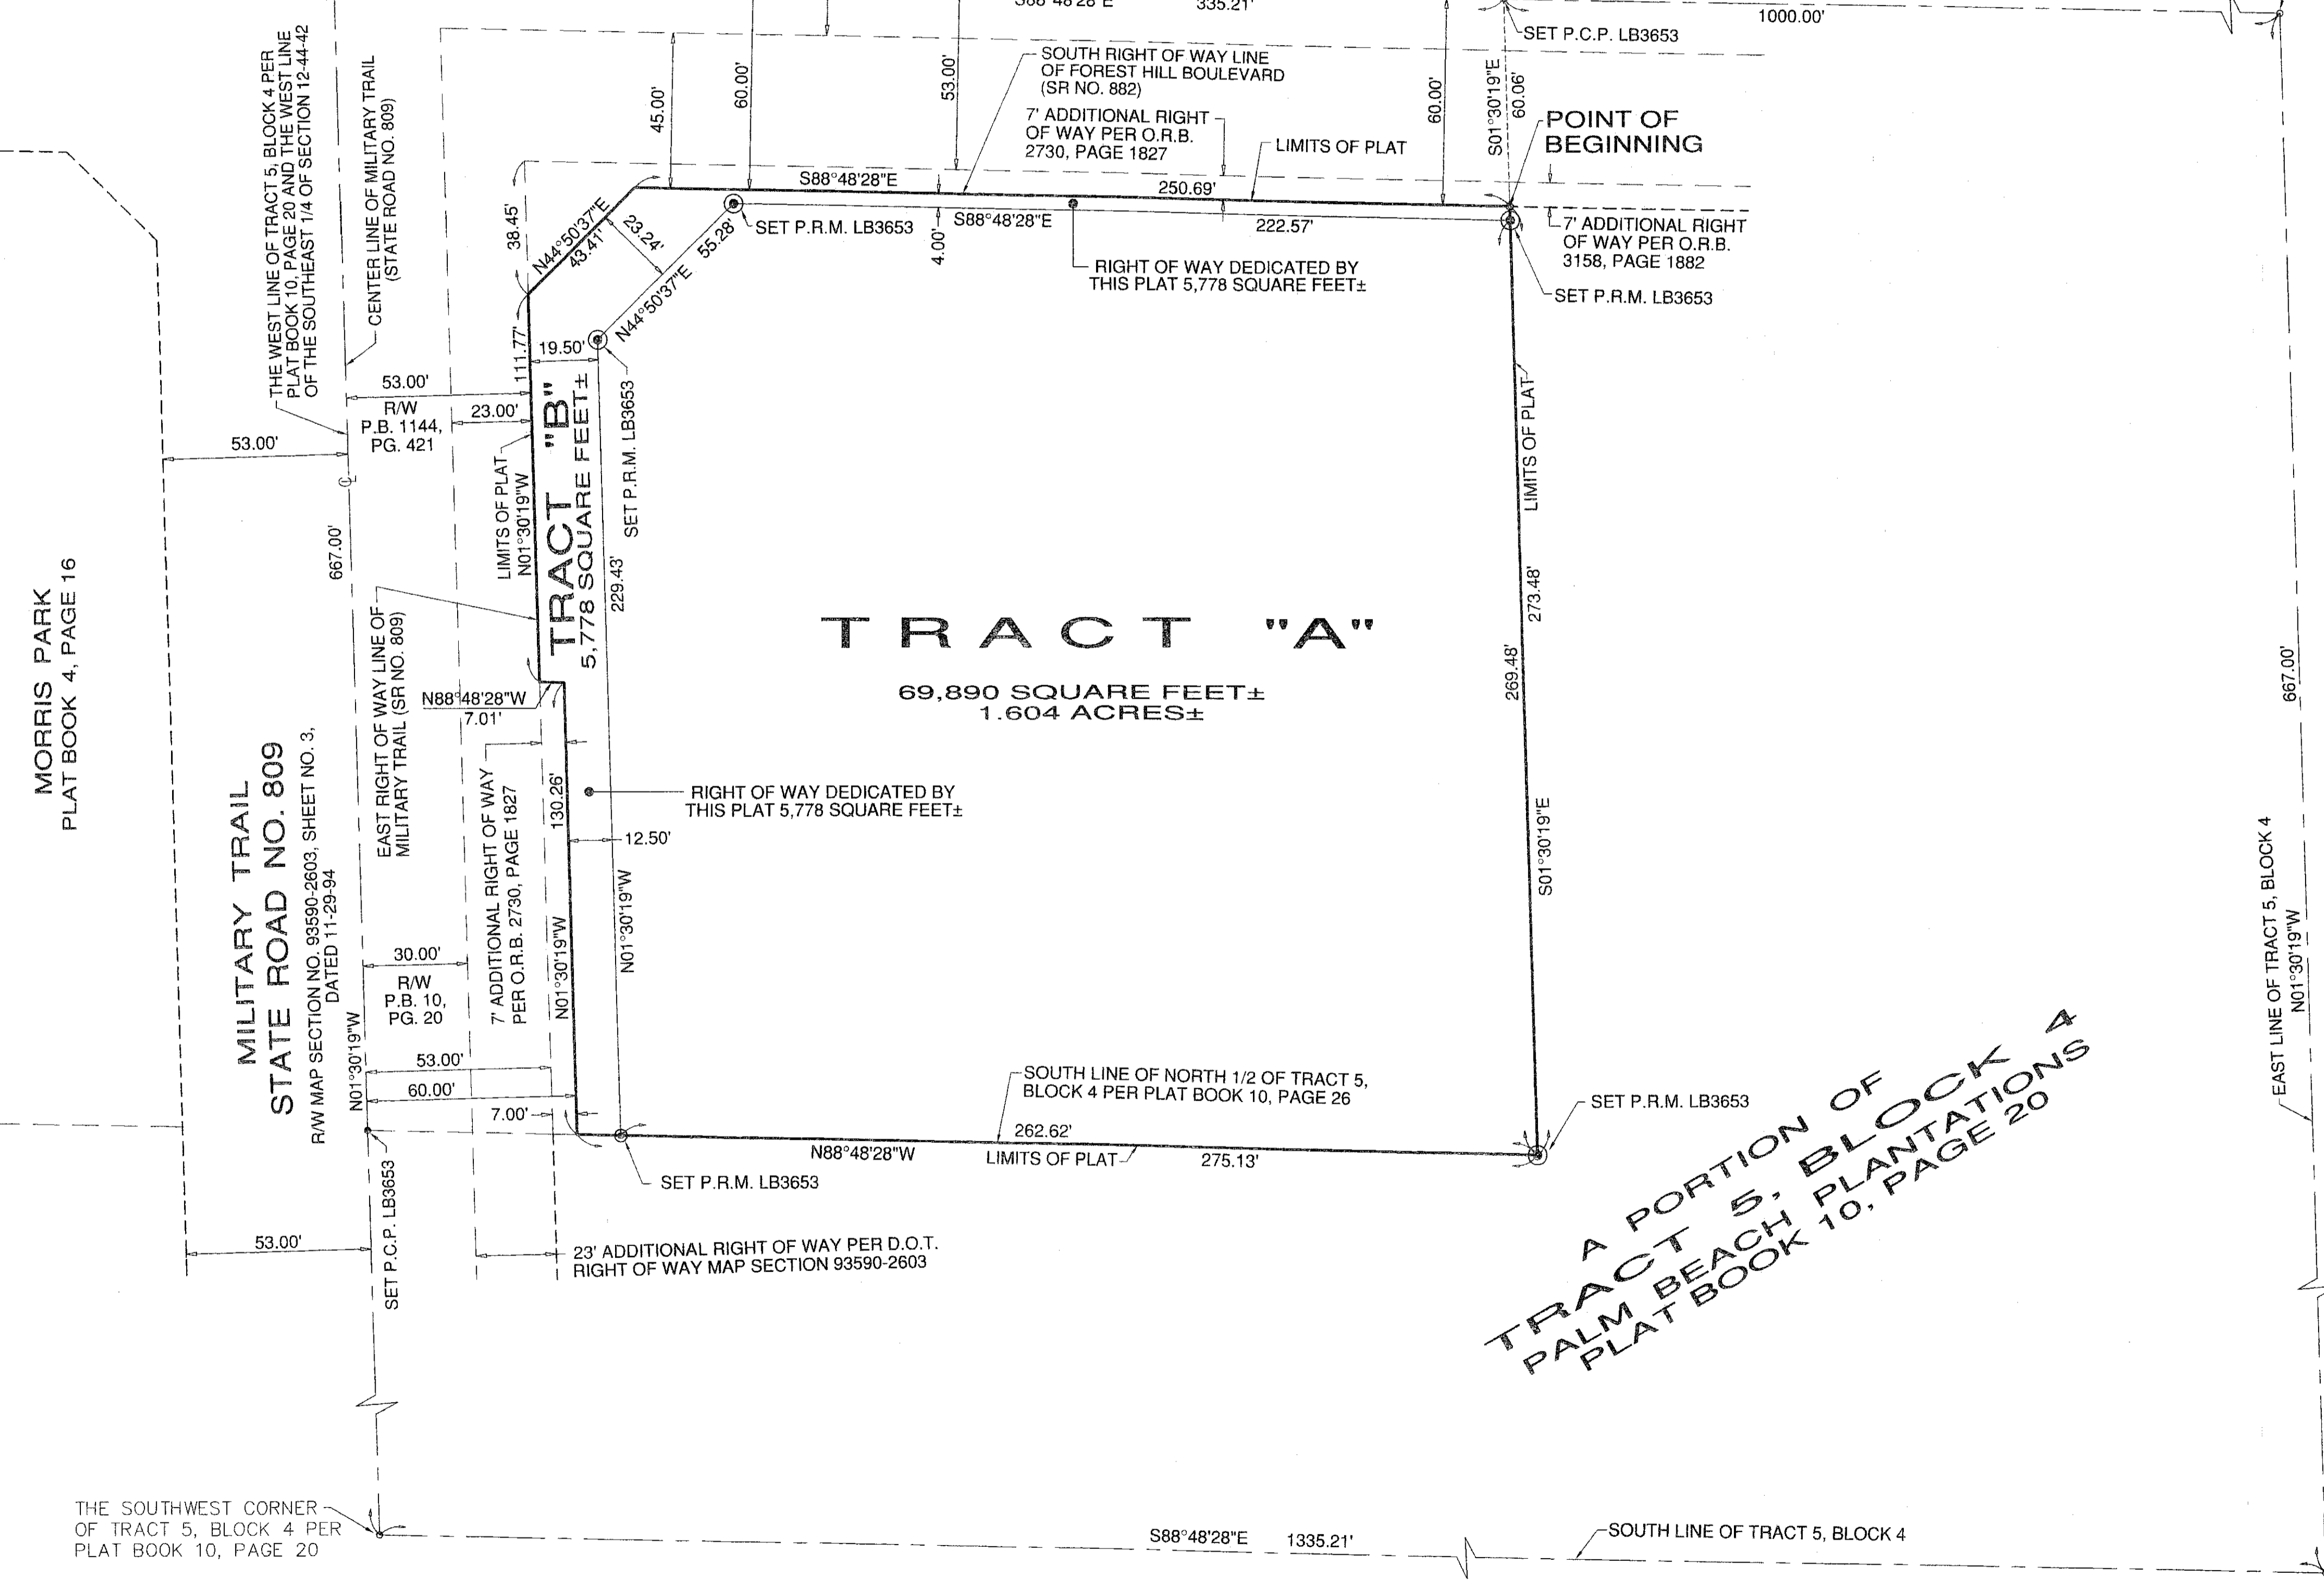 S88°48'28"E 335.21'
1000.00'
SET P.C.P. LB3653
THE WEST LINE OF TRACT 5, BLOCK 4 PER
PLAT BOOK 10, PAGE 20 AND THE WEST LINE
OF THE SOUTHEAST 1/4 OF SECTION 12-44-42
CENTER LINE OF MILITARY TRAIL
(STATE ROAD NO. 809)
45.00'
60.00'
53.00'
SOUTH RIGHT OF WAY LINE
OF FOREST HILL BOULEVARD
(SR NO. 882)
7' ADDITIONAL RIGHT
OF WAY PER O.R.B.
2730, PAGE 1827
LIMITS OF PLAT
60.00'
S01°30'19"E
60.06'
POINT OF
BEGINNING
S88°48'28"E
250.69'
38.45'
N44°50'37"E
43.41'
23.24'
55.28'
N44°50'37"E
SET P.R.M. LB3653
4.00'
S88°48'28"E
222.57'
7' ADDITIONAL RIGHT
OF WAY PER O.R.B.
3158, PAGE 1882
SET P.R.M. LB3653
RIGHT OF WAY DEDICATED BY
THIS PLAT 5,778 SQUARE FEET±
111.77'
19.50'
53.00'
R/W
P.B. 1144,
PG. 421
23.00'
53.00'
LIMITS OF PLAT
N01°30'19"W
TRACT "B"
5,778 SQUARE FEET±
SET P.R.M. LB3653
229.43'
LIMITS OF PLAT
273.48'
269.48'
S01°30'19"E
667.00'
667.00'
MORRIS PARK
PLAT BOOK 4, PAGE 16
TRACT "A"
69,890 SQUARE FEET±
1.604 ACRES±
EAST RIGHT OF WAY LINE OF
MILITARY TRAIL (SR NO. 809)
N88°48'28"W
7.01'
MILITARY TRAIL
STATE ROAD NO. 809
R/W MAP SECTION NO. 93590-2603, SHEET NO. 3,
DATED 11-29-94
7' ADDITIONAL RIGHT OF WAY
PER O.R.B. 2730, PAGE 1827
130.26'
RIGHT OF WAY DEDICATED BY
THIS PLAT 5,778 SQUARE FEET±
12.50'
N01°30'19"W
N01°30'19"W
30.00'
R/W
P.B. 10,
PG. 20
N01°30'19"W
53.00'
60.00'
7.00'
SOUTH LINE OF NORTH 1/2 OF TRACT 5,
BLOCK 4 PER PLAT BOOK 10, PAGE 26
262.62'
N88°48'28"W
LIMITS OF PLAT
275.13'
SET P.R.M. LB3653
SET P.R.M. LB3653
EAST LINE OF TRACT 5, BLOCK 4
N01°30'19"W
A PORTION OF
TRACT 5, BLOCK 4
PALM BEACH PLANTATIONS
PLAT BOOK 10, PAGE 20
SET P.C.P. LB3653
53.00'
23' ADDITIONAL RIGHT OF WAY PER D.O.T.
RIGHT OF WAY MAP SECTION 93590-2603
THE SOUTHWEST CORNER
OF TRACT 5, BLOCK 4 PER
PLAT BOOK 10, PAGE 20
S88°48'28"E 1335.21'
SOUTH LINE OF TRACT 5, BLOCK 4